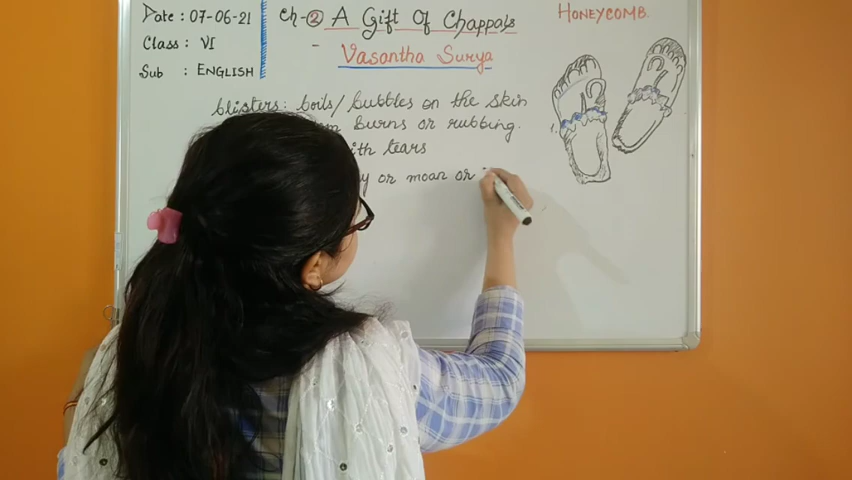 Date : 07-06-21
Class : VI
Sub : ENGLISH
Ch-② A Gift Of Chappals
- Vasantha Surya
HONEYCOMB.
blisters: boils/bubbles on the skin
burns or rubbing.
with tears
or moan or